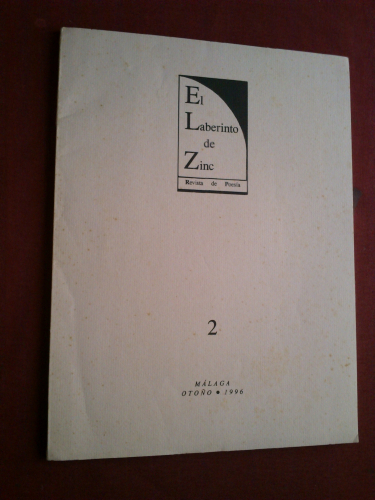 El
Laberinto
de
Zinc
Revista de Poesía
2
MÁLAGA
OTOÑO • 1996